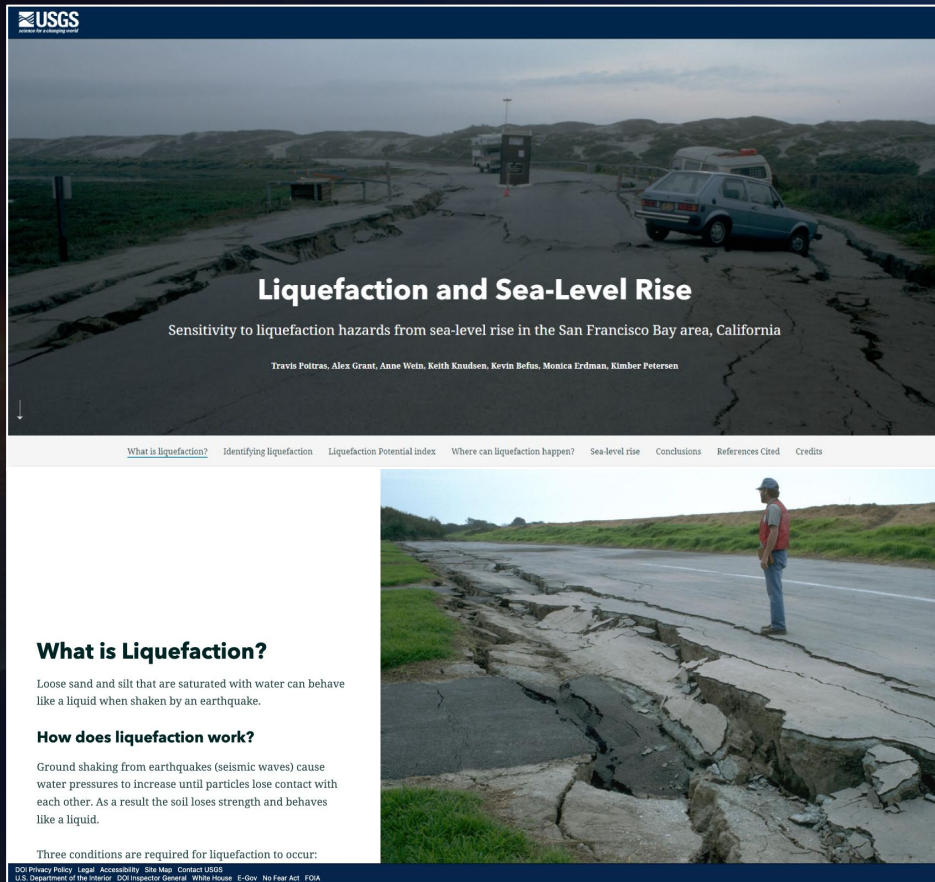 USGS
science for a changing world
Liquefaction and Sea-Level Rise
Sensitivity to liquefaction hazards from sea-level rise in the San Francisco Bay area, California
Travis Poitras, Alex Grant, Anne Wein, Keith Knudsen, Kevin Befus, Monica Erdman, Kimber Petersen
What is liquefaction? Identifying liquefaction Liquefaction Potential index Where can liquefaction happen? Sea-level rise Conclusions References Cited Credits
What is Liquefaction?
Loose sand and silt that are saturated with water can behave
like a liquid when shaken by an earthquake.
How does liquefaction work?
Ground shaking from earthquakes (seismic waves) cause
water pressures to increase until particles lose contact with
each other. As a result the soil loses strength and behaves
like a liquid.
Three conditions are required for liquefaction to occur:
DOI Privacy Policy Legal Accessibility Site Map Contact USGS
U.S. Department of the Interior DOI Inspector General White House E-Gov No Fear Act FOIA